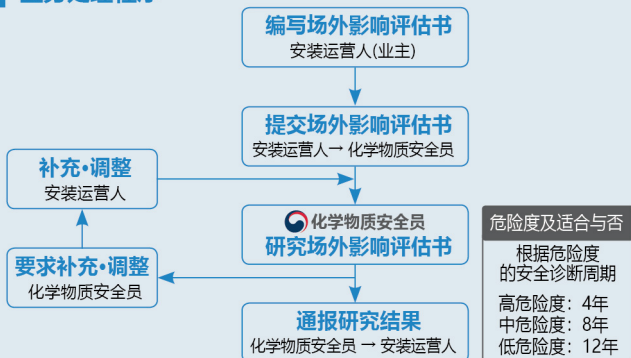 编写场外影响评估书
安装运营人(业主)
提交场外影响评估书
安装运营人→ 化学物质安全员
补充•调整
安装运营人
化学物质安全员
研究场外影响评估书
要求补充•调整
化学物质安全员
通报研究结果
化学物质安全员 → 安装运营人
危险度及适合与否
根据危险度
的安全诊断周期
高危险度：4年
中危险度：8年
低危险度：12年